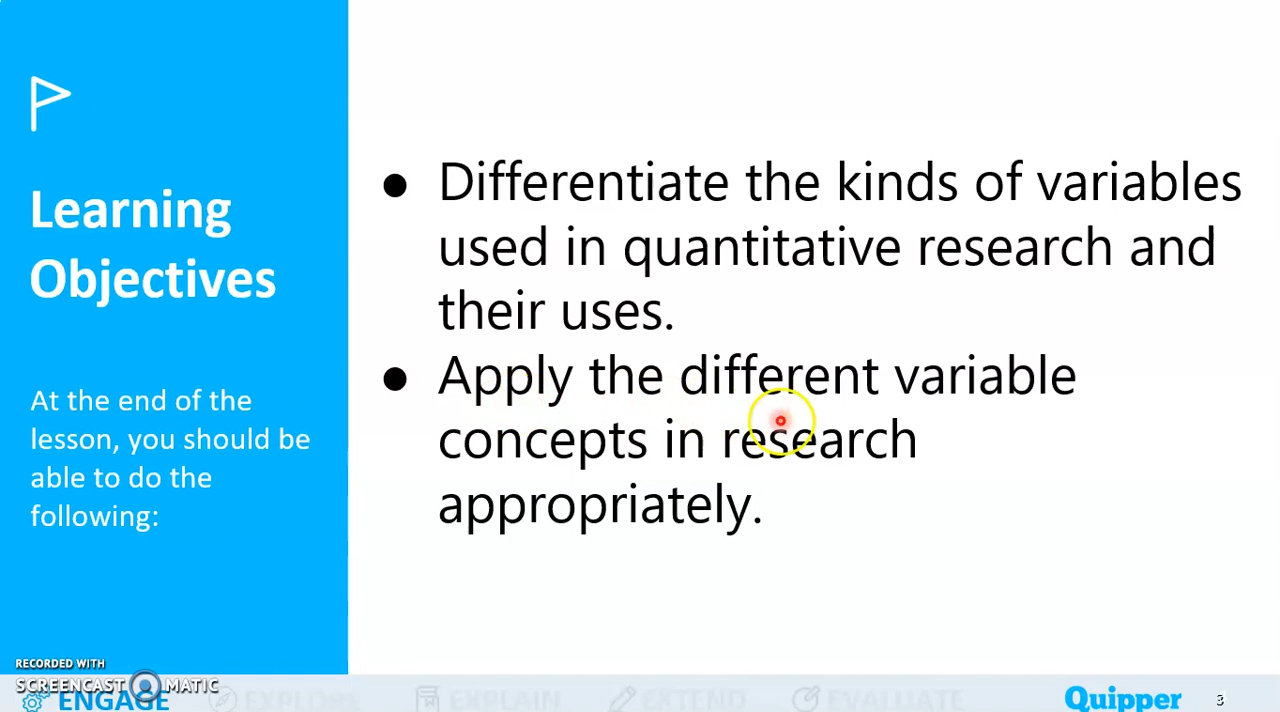 Learning
Objectives
At the end of the
lesson, you should be
able to do the
following:
● Differentiate the kinds of variables
used in quantitative research and
their uses.
● Apply the different variable
concepts in research
appropriately.
RECORDED WITH
SCREENCAST MATIC
ENGAGE EXPLORE EXPLAIN EXTEND EVALUATE Quipper 3